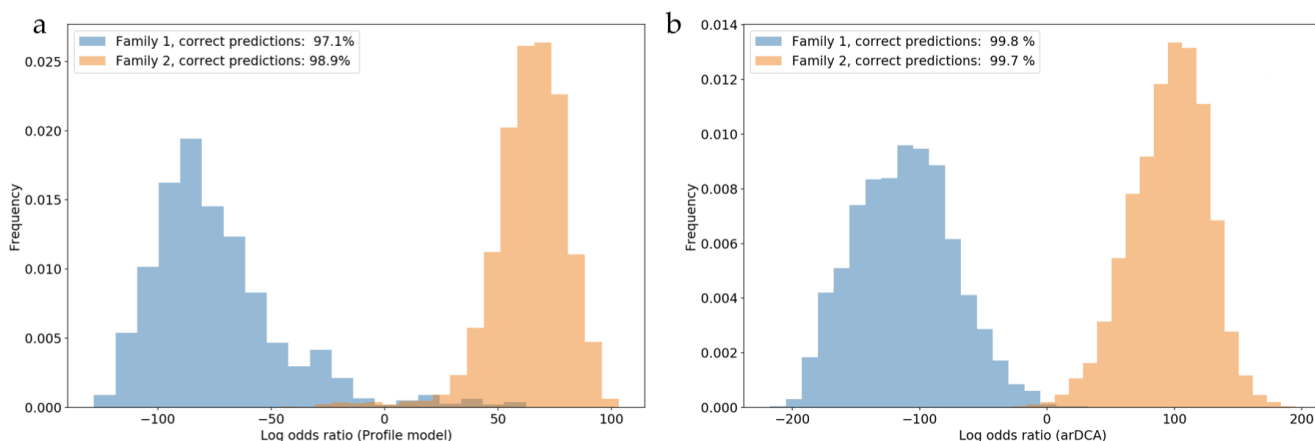 a
Family 1, correct predictions: 97.1%
Family 2, correct predictions: 98.9%
Frequency
0.025
0.020
0.015
0.010
0.005
0.000
−100
−50
0
50
100
Log odds ratio (Profile model)
b
Family 1, correct predictions: 99.8 %
Family 2, correct predictions: 99.7 %
Frequency
0.014
0.012
0.010
0.008
0.006
0.004
0.002
0.000
−200
−100
0
100
200
Log odds ratio (arDCA)